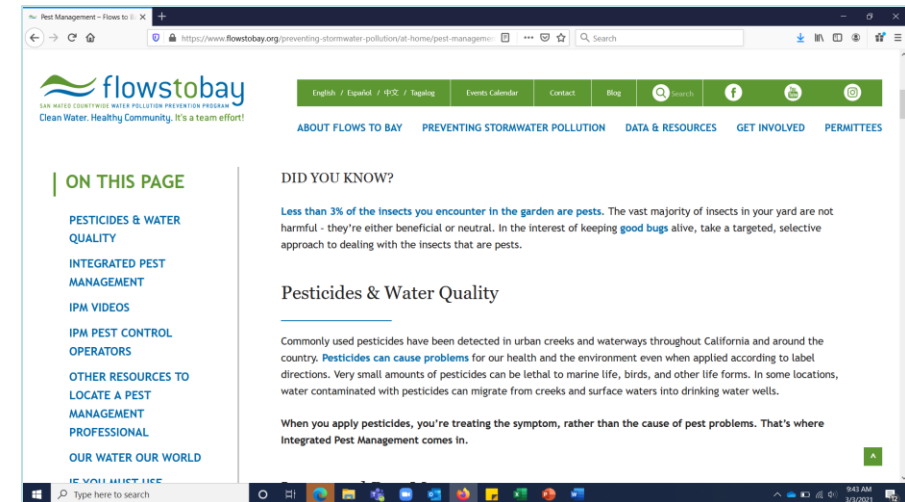 Pest Management – Flows to B
https://www.flowstobay.org/preventing-stormwater-pollution/at-home/pest-manageme
Search
flowstobay
SAN MATEO COUNTYWIDE WATER POLLUTION PREVENTION PROGRAM
Clean Water. Healthy Community. It's a team effort!
English / Español / 中文 / Tagalog Events Calendar Contact Blog Search
ABOUT FLOWS TO BAY PREVENTING STORMWATER POLLUTION DATA & RESOURCES GET INVOLVED PERMITTEES
ON THIS PAGE
PESTICIDES & WATER
QUALITY
INTEGRATED PEST
MANAGEMENT
IPM VIDEOS
IPM PEST CONTROL
OPERATORS
OTHER RESOURCES TO
LOCATE A PEST
MANAGEMENT
PROFESSIONAL
OUR WATER OUR WORLD
IF YOU MUST USE
DID YOU KNOW?
Less than 3% of the insects you encounter in the garden are pests. The vast majority of insects in your yard are not
harmful - they're either beneficial or neutral. In the interest of keeping good bugs alive, take a targeted, selective
approach to dealing with the insects that are pests.
Pesticides & Water Quality
Commonly used pesticides have been detected in urban creeks and waterways throughout California and around the
country. Pesticides can cause problems for our health and the environment even when applied according to label
directions. Very small amounts of pesticides can be lethal to marine life, birds, and other life forms. In some locations,
water contaminated with pesticides can migrate from creeks and surface waters into drinking water wells.
When you apply pesticides, you're treating the symptom, rather than the cause of pest problems. That's where
Integrated Pest Management comes in.
Type here to search
9:43 AM
3/3/2021